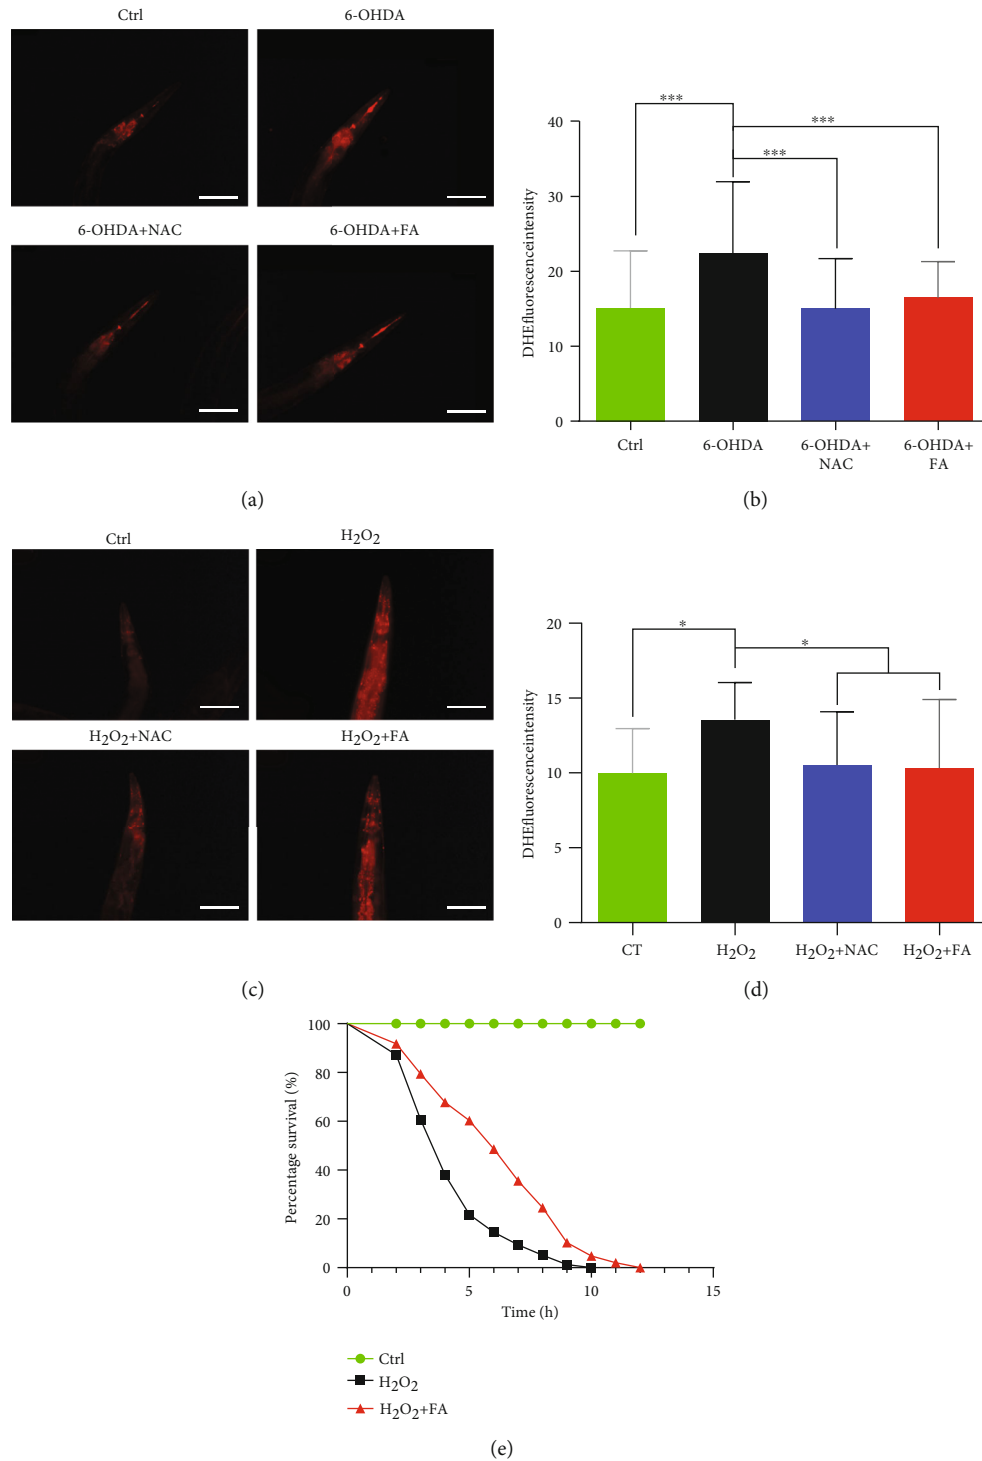 Ctrl
6-OHDA
6-OHDA+NAC
6-OHDA+FA
(a)
DHEfluorescenceintensity
40
30
20
10
0
***
***
***
Ctrl
6-OHDA
6-OHDA+
NAC
6-OHDA+
FA
(b)
Ctrl
H2O2
H2O2+NAC
H2O2+FA
(c)
DHEfluorescenceintensity
20
15
10
5
0
*
*
CT
H2O2
H2O2+NAC
H2O2+FA
(d)
Percentage survival (%)
100
80
60
40
20
0
0
5
10
15
Time (h)
Ctrl
H2O2
H2O2+FA
(e)